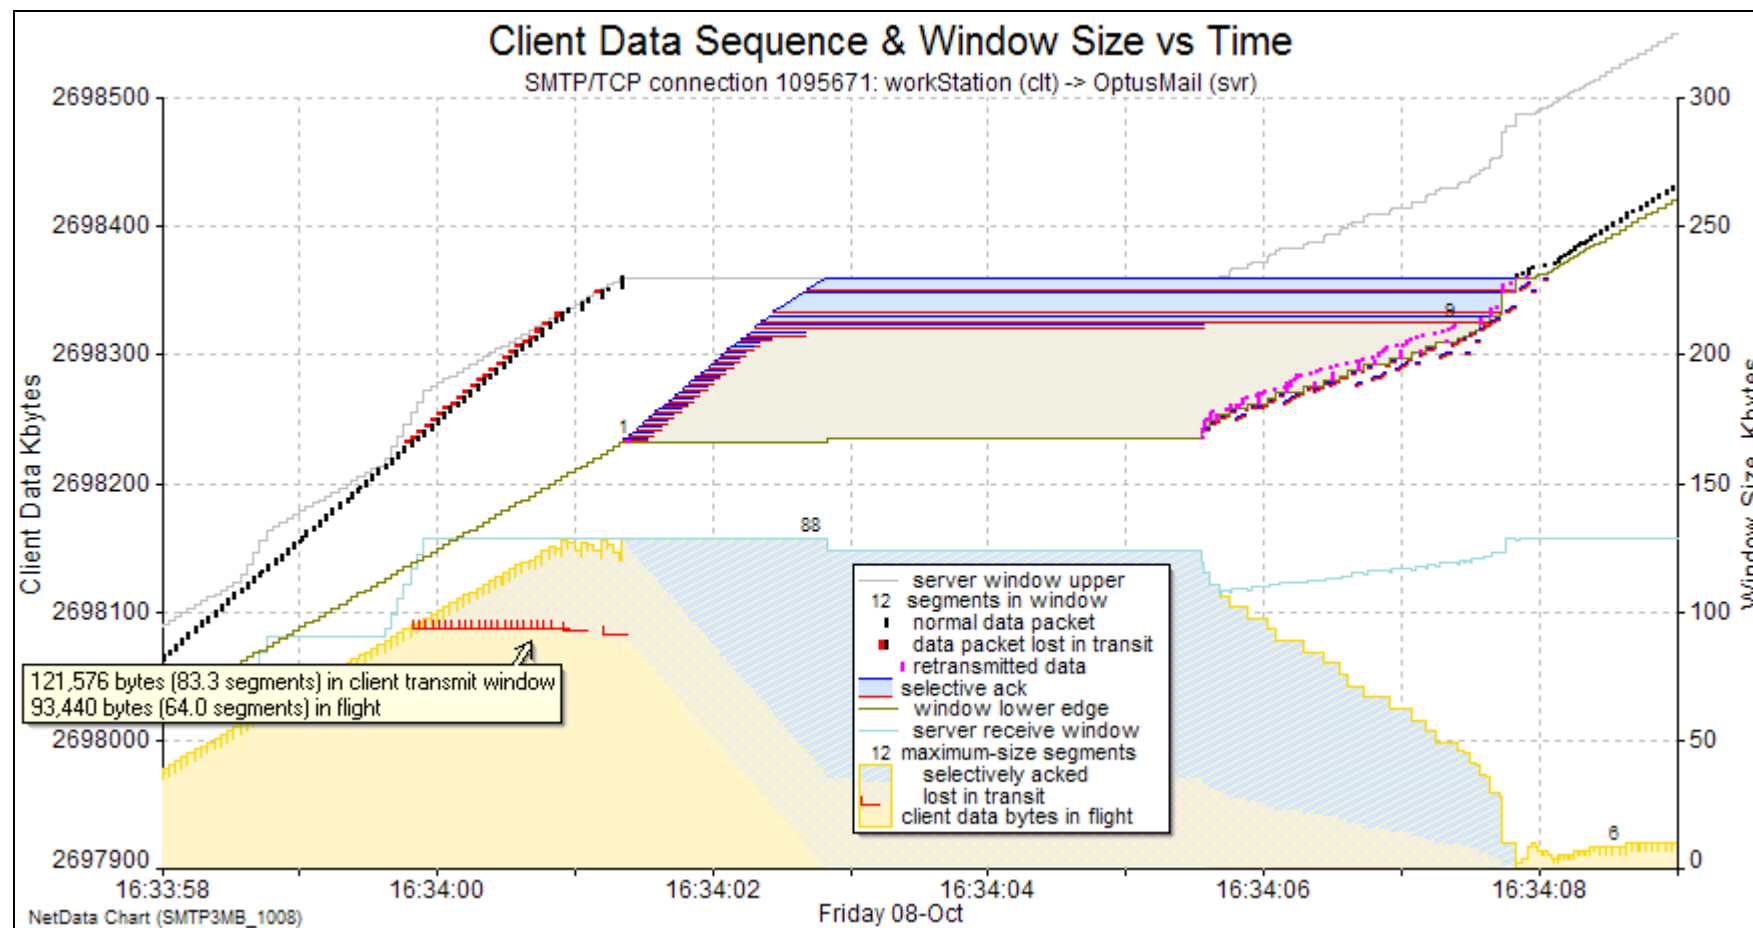 Client Data Sequence & Window Size vs Time
SMTP/TCP connection 1095671: workStation (clt) -> OptusMail (svr)
2698500
2698400
2698300
2698200
2698100
2698000
2697900
Client Data Kbytes
300
250
200
150
100
50
0
Window Size Kbytes
1
88
9
6
121,576 bytes (83.3 segments) in client transmit window
93,440 bytes (64.0 segments) in flight
server window upper
12 segments in window
normal data packet
data packet lost in transit
retransmitted data
selective ack
window lower edge
server receive window
12 maximum-size segments
selectively acked
lost in transit
client data bytes in flight
16:33:58
16:34:00
16:34:02
16:34:04
16:34:06
16:34:08
Friday 08-Oct
NetData Chart (SMTP3MB_1008)